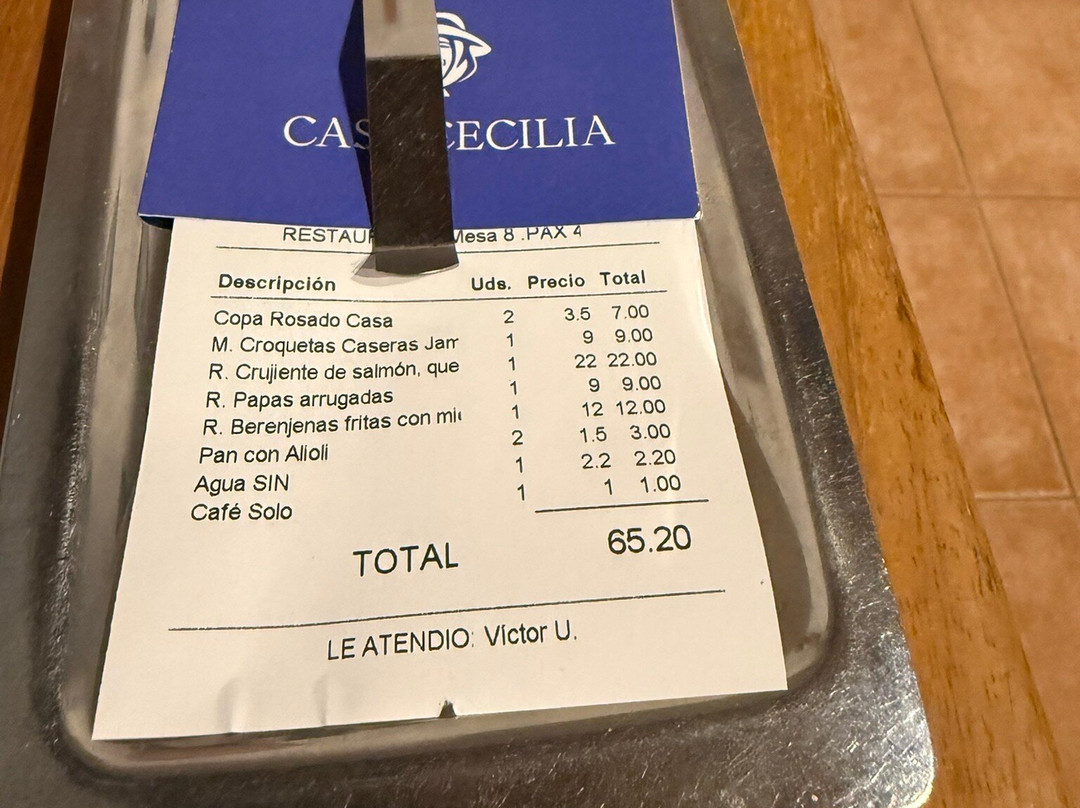 CASA CECILIA
Mesa 8 .PAX 4
Descripción Uds. Precio Total
Copa Rosado Casa 2 3.5 7.00
M. Croquetas Caseras Jam 1 9 9.00
R. Crujiente de salmón, que 1 22 22.00
R. Papas arrugadas 1 9 9.00
R. Berenjenas fritas con mi 1 12 12.00
Pan con Alioli 2 1.5 3.00
Agua SIN 1 2.2 2.20
Café Solo 1 1 1.00
TOTAL 65.20
LE ATENDIO: Víctor U.